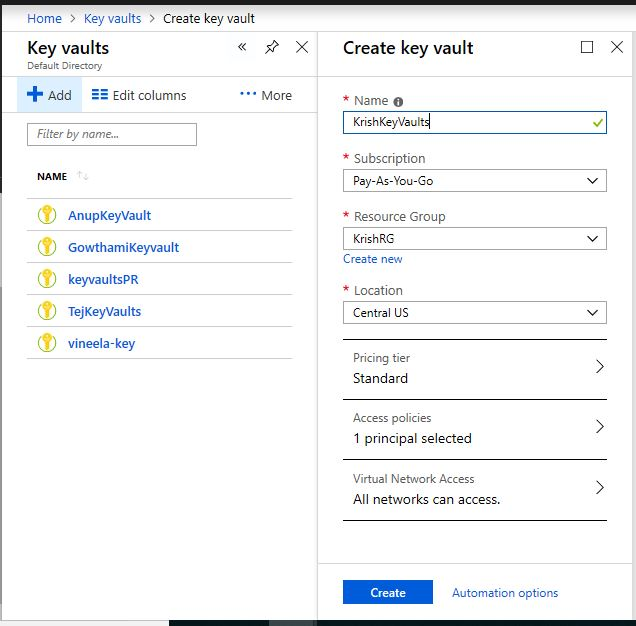 Home > Key vaults > Create key vault
Key vaults
Default Directory
Add
Edit columns
More
Filter by name...
NAME
AnupKeyVault
GowthamiKeyvault
keyvaultsPR
TejKeyVaults
vineela-key
Create key vault
* Name
KrishKeyVaults
* Subscription
Pay-As-You-Go
* Resource Group
KrishRG
Create new
* Location
Central US
Pricing tier
Standard
Access policies
1 principal selected
Virtual Network Access
All networks can access.
Create
Automation options